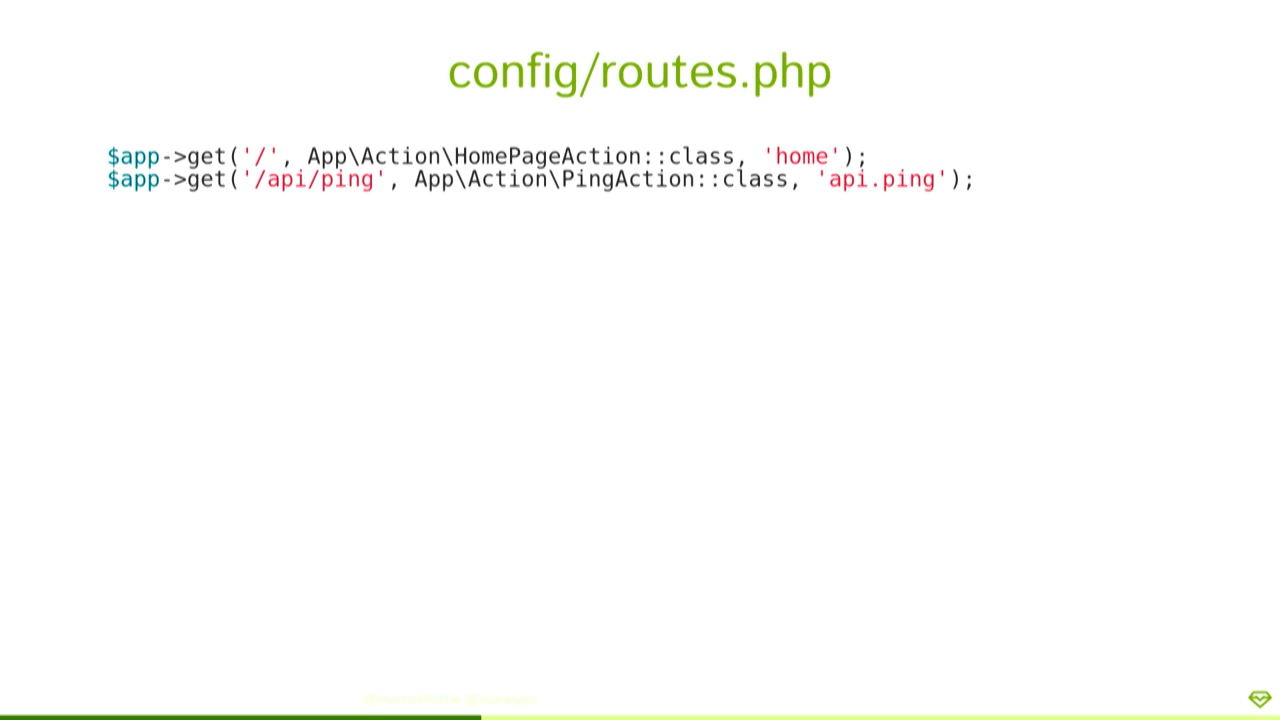 config/routes.php
$app->get('/', App\Action\HomePageAction::class, 'home');
$app->get('/api/ping', App\Action\PingAction::class, 'api.ping');